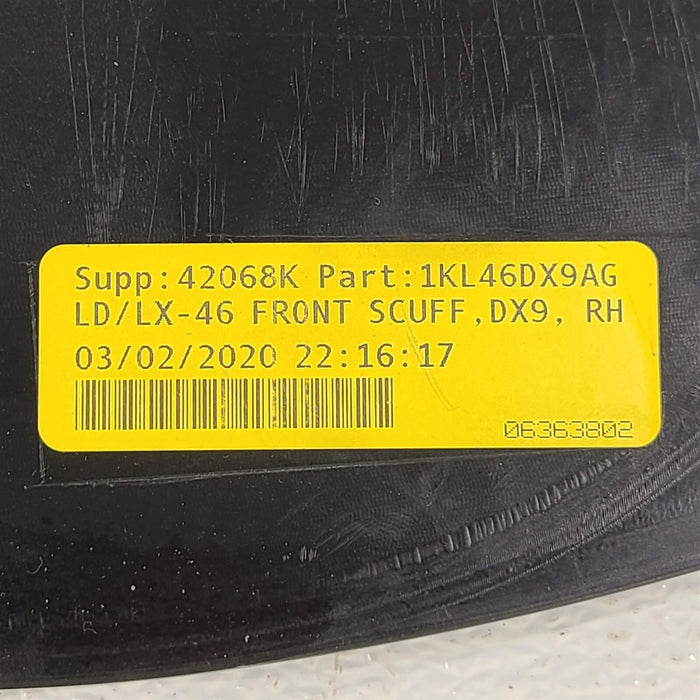 Supp:42068K Part:1KL46DX9AG
LD/LX-46 FRONT SCUFF,DX9, RH
03/02/2020 22:16:17
06363802